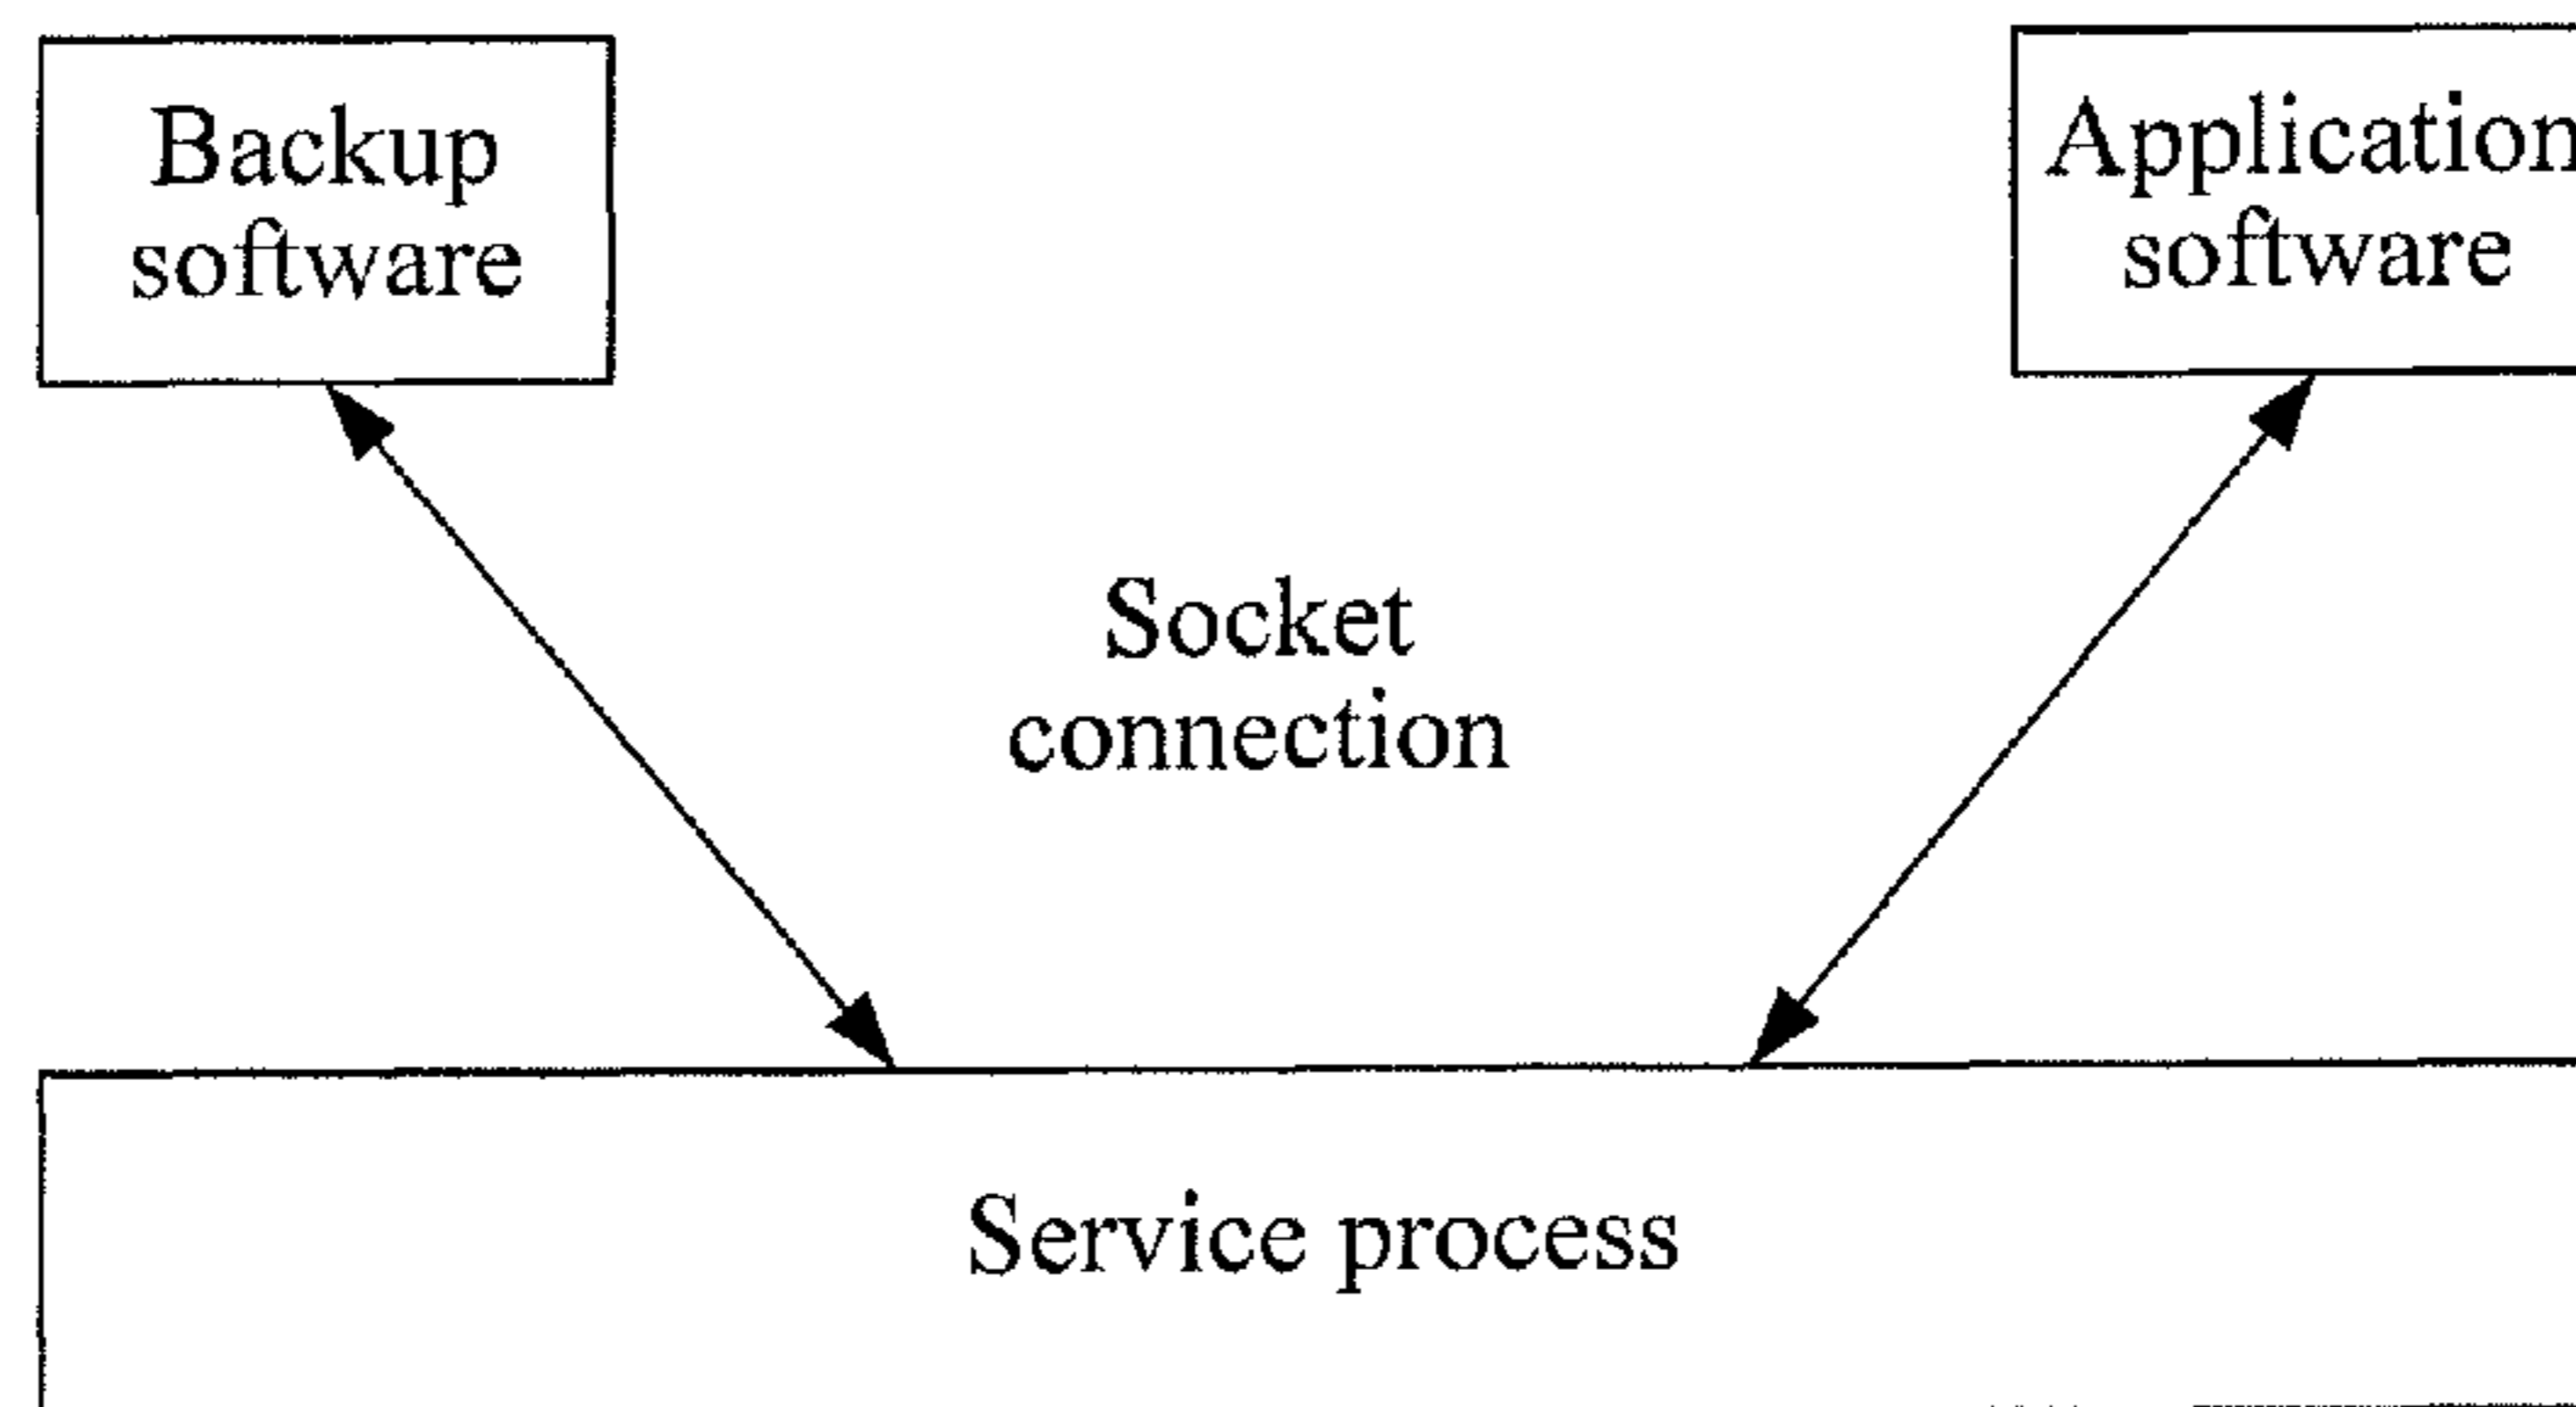 Backup
software
Application
software
Socket
connection
Service process